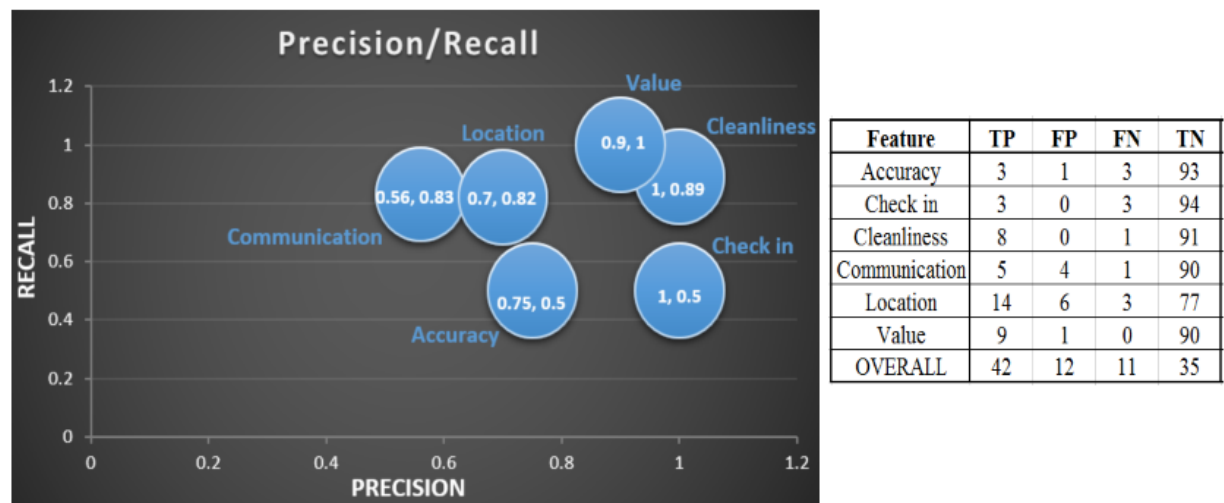 Precision/Recall
1.2
1
0.8
0.6
0.4
0.2
0
RECALL
Value
Cleanliness
Location
Communication
Check in
Accuracy
0.9, 1
1, 0.89
0.56, 0.83
0.7, 0.82
0.75, 0.5
1, 0.5
0 0.2 0.4 0.6 0.8 1 1.2
PRECISION
Feature TP FP FN TN
Accuracy 3 1 3 93
Check in 3 0 3 94
Cleanliness 8 0 1 91
Communication 5 4 1 90
Location 14 6 3 77
Value 9 1 0 90
OVERALL 42 12 11 35